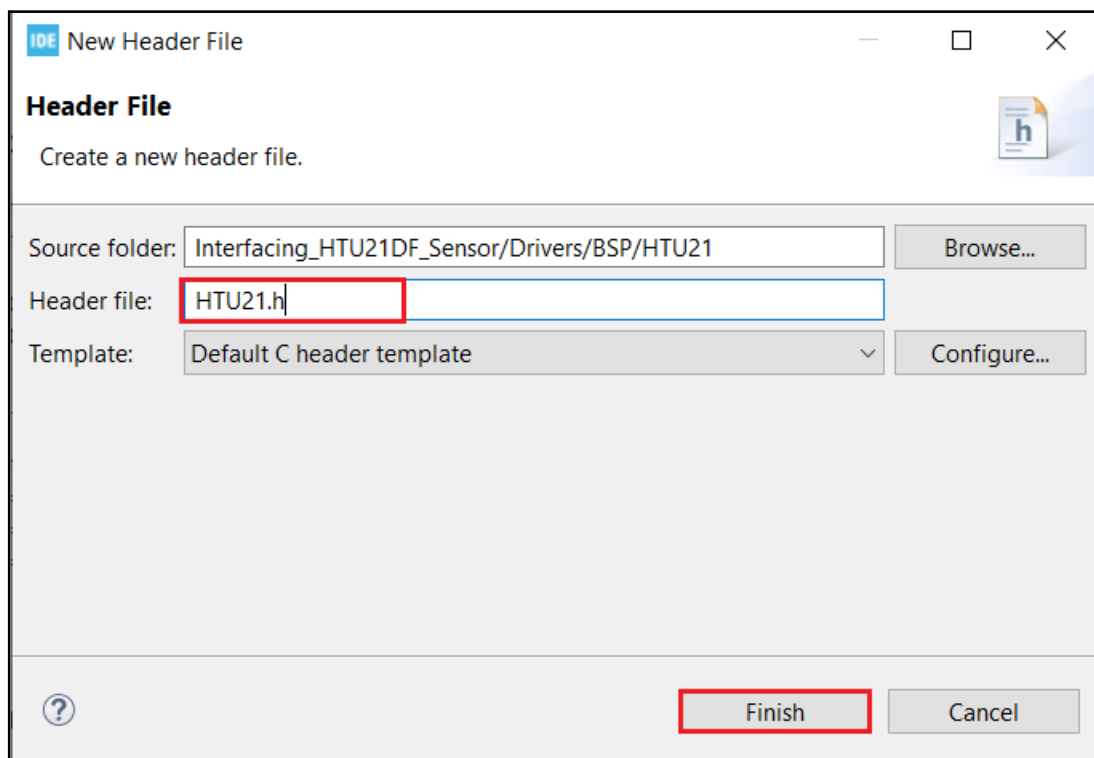 IDE New Header File
Header File
Create a new header file.
h
Source folder: Interfacing_HTU21DF_Sensor/Drivers/BSP/HTU21 Browse...
Header file: HTU21.h
Template: Default C header template Configure...
? Finish Cancel